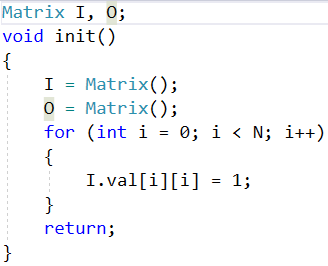 Matrix I, O;
void init()
{
    I = Matrix();
    O = Matrix();
    for (int i = 0; i < N; i++)
    {
        I.val[i][i] = 1;
    }
    return;
}